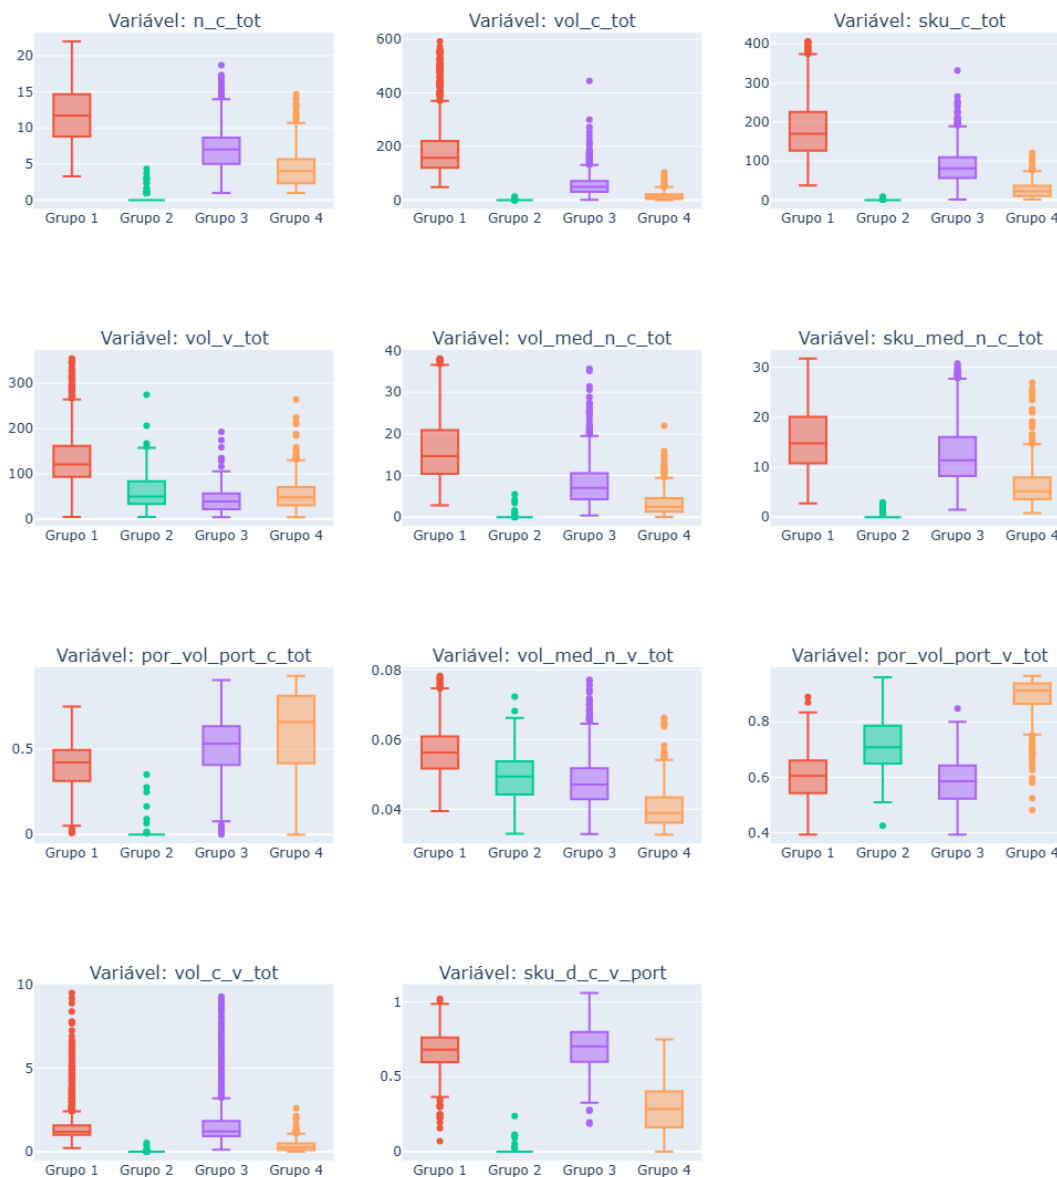 Variável: n_c_tot
Variável: vol_c_tot
Variável: sku_c_tot
20
15
10
5
0
Grupo 1 Grupo 2 Grupo 3 Grupo 4
600
400
200
0
Grupo 1 Grupo 2 Grupo 3 Grupo 4
400
300
200
100
0
Grupo 1 Grupo 2 Grupo 3 Grupo 4
Variável: vol_v_tot
Variável: vol_med_n_c_tot
Variável: sku_med_n_c_tot
300
200
100
0
Grupo 1 Grupo 2 Grupo 3 Grupo 4
40
30
20
10
0
Grupo 1 Grupo 2 Grupo 3 Grupo 4
30
20
10
0
Grupo 1 Grupo 2 Grupo 3 Grupo 4
Variável: por_vol_port_c_tot
Variável: vol_med_n_v_tot
Variável: por_vol_port_v_tot
0.5
0
Grupo 1 Grupo 2 Grupo 3 Grupo 4
0.08
0.06
0.04
Grupo 1 Grupo 2 Grupo 3 Grupo 4
0.8
0.6
0.4
Grupo 1 Grupo 2 Grupo 3 Grupo 4
Variável: vol_c_v_tot
Variável: sku_d_c_v_port
10
5
0
Grupo 1 Grupo 2 Grupo 3 Grupo 4
1
0.5
0
Grupo 1 Grupo 2 Grupo 3 Grupo 4